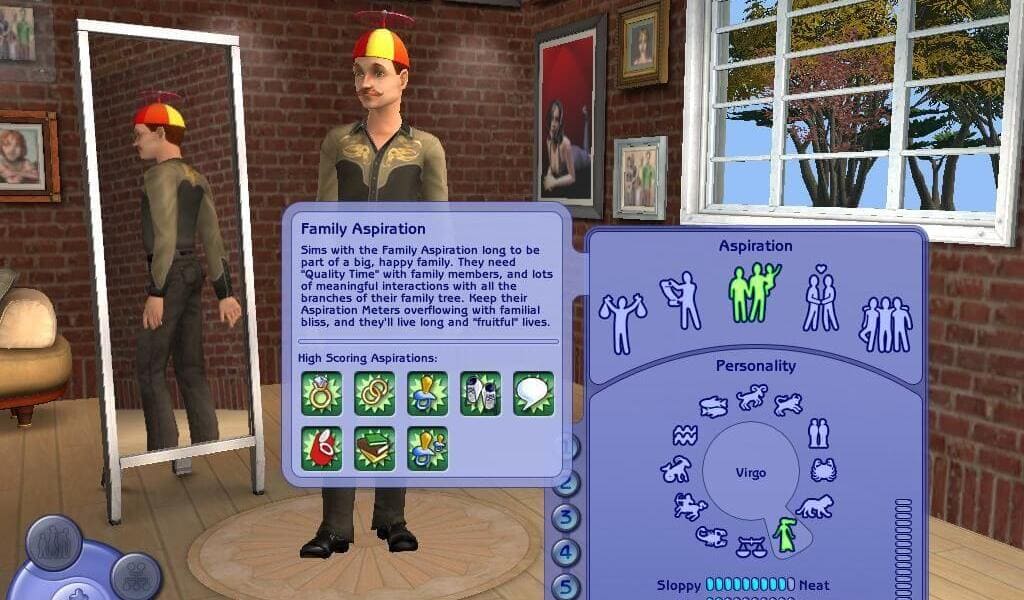 Family Aspiration
Sims with the Family Aspiration long to be
part of a big, happy family. They need
"Quality Time" with family members, and lots
of meaningful interactions with all the
branches of their family tree. Keep their
Aspiration Meters overflowing with familial
bliss, and they'll live long and "fruitful" lives.
High Scoring Aspirations:
Aspiration
Personality
Virgo
1
2
3
4
5
Sloppy Neat